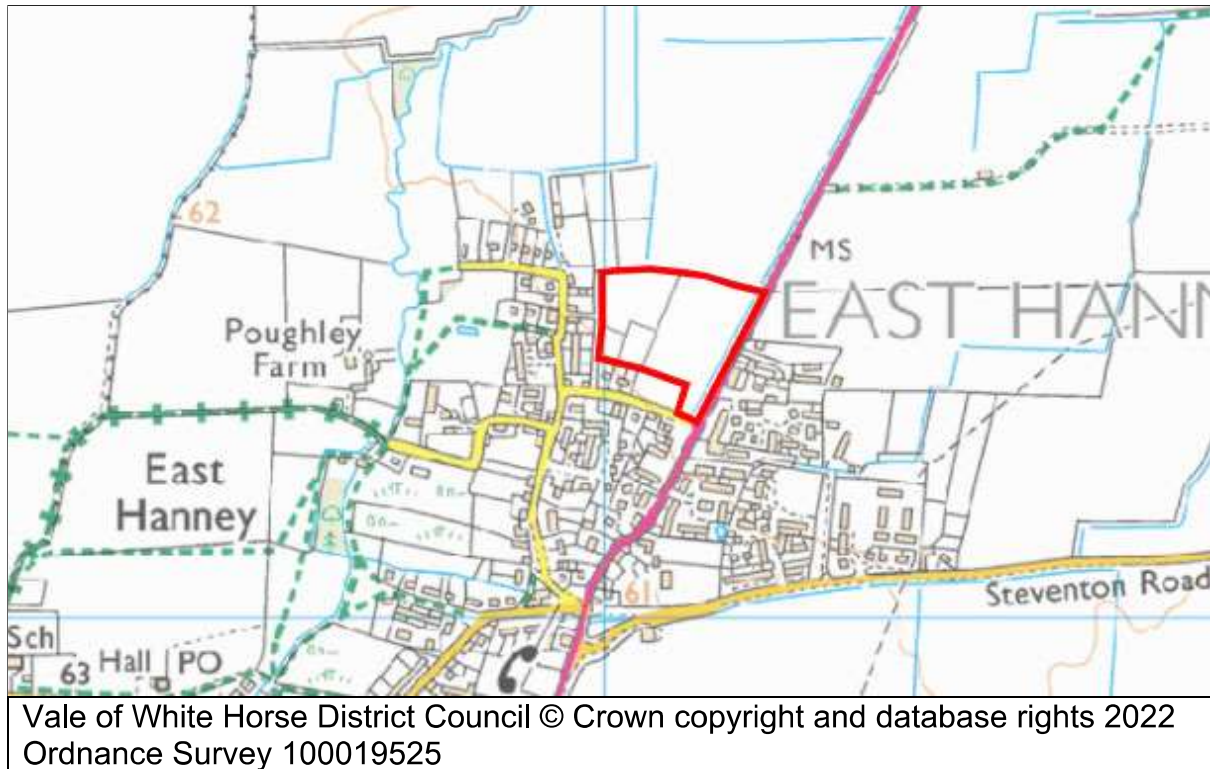 62
MS
EAST HANN
Poughley
Farm
East
Hanney
61
Steventon Road
Sch
63 Hall PO
Vale of White Horse District Council © Crown copyright and database rights 2022
Ordnance Survey 100019525